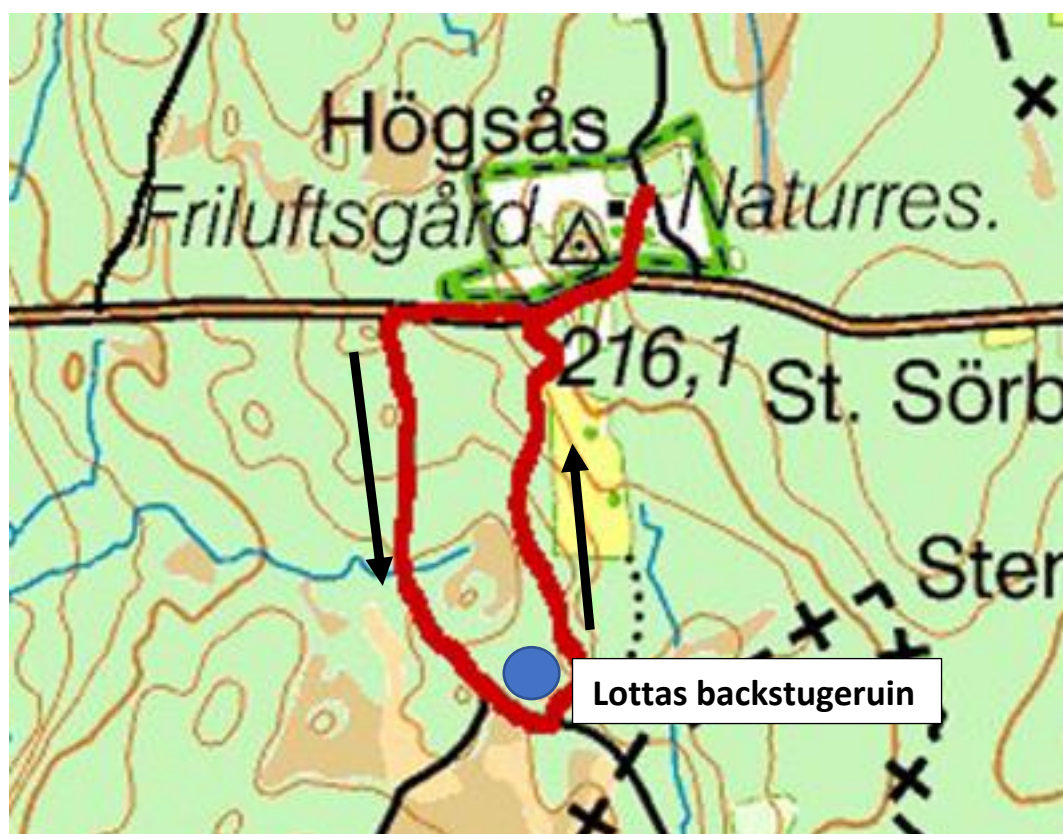 Högsås
Friluftsgård
Naturres.
216,1
St. Sörb
Ster
Lottas backstugeruin